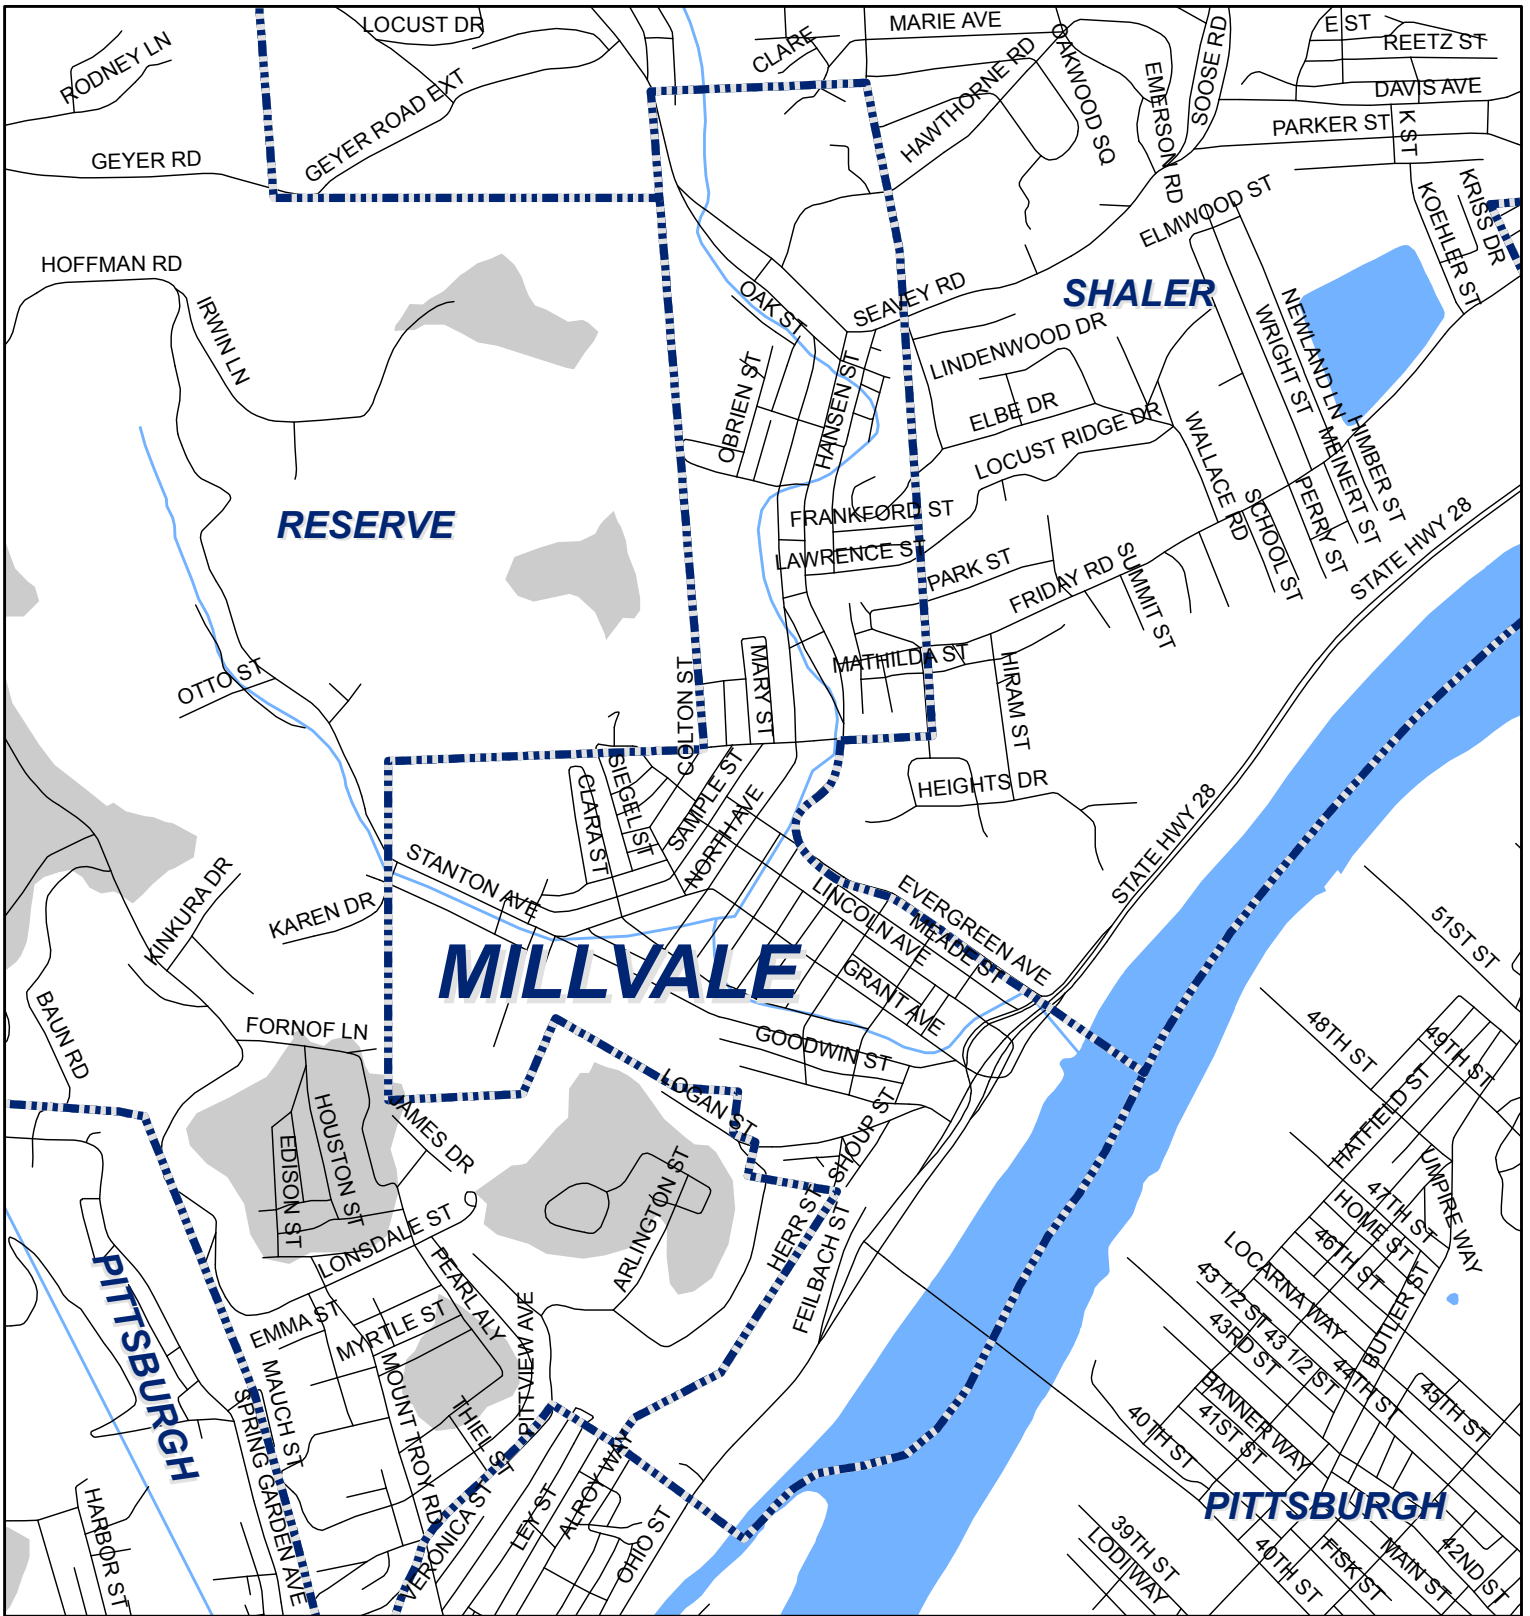 LOCUST DR
MARIE AVE
E ST
CLARE
REETZ ST
RODNEY LN
OAKWOOD SQ
SOOSE RD
HAWTHORNE RD
EMERSON RD
DAVIS AVE
GEYER ROAD EXT
K ST
PARKER ST
GEYER RD
KRISS DR
KOEHLER ST
ELMWOOD ST
HOFFMAN RD
SHALER
OAK ST
SEAVEY RD
IRWIN LN
NEWLAND LN
WRIGHT ST
LINDENWOOD DR
OBRIEN ST
HANSEN ST
ELBE DR
LOCUST RIDGE DR
WALLACE RD
MEINERT ST
HIMBER ST
RESERVE
FRANKFORD ST
PERRY ST
SCHOOL ST
STATE HWY 28
LAWRENCE ST
PARK ST
FRIDAY RD
SUMMIT ST
MATHILDA ST
OTTO ST
COLTON ST
MARY ST
HIRAM ST
HEIGHTS DR
SIEGEL ST
CLARA ST
SAMPLE ST
NORTH AVE
STATE HWY 28
STANTON AVE
KINKURA DR
KAREN DR
LINCOLN AVE
EVERGREEN AVE
MEADE ST
51ST ST
MILLVALE
GRANT AVE
BAUN RD
FORNOF LN
GOODWIN ST
48TH ST
49TH ST
LOGAN ST
HATFIELD ST
HOUSTON ST
JAMES DR
EDISON ST
SHOUP ST
ARLINGTON ST
UMPIRE WAY
47TH ST
HOME ST
46TH ST
LONSDALE ST
HERR ST
FEILBACH ST
LOCARNA WAY
PITTSBURGH
PEARL ALY
PITTVIEW AVE
43 1/2 ST
43 1/2 ST
43RD ST
BUTLER ST
EMMA ST
MYRTLE ST
44TH ST
45TH ST
MAUCH ST
MOUNT TROY RD
THIEL ST
BANNER WAY
41ST ST
40TH ST
SPRING GARDEN AVE
PITTSBURGH
HARBOR ST
VERONICA ST
LEY ST
ALROY WAY
OHIO ST
39TH ST
LODI WAY
40TH ST
FISK ST
MAIN ST
42ND ST